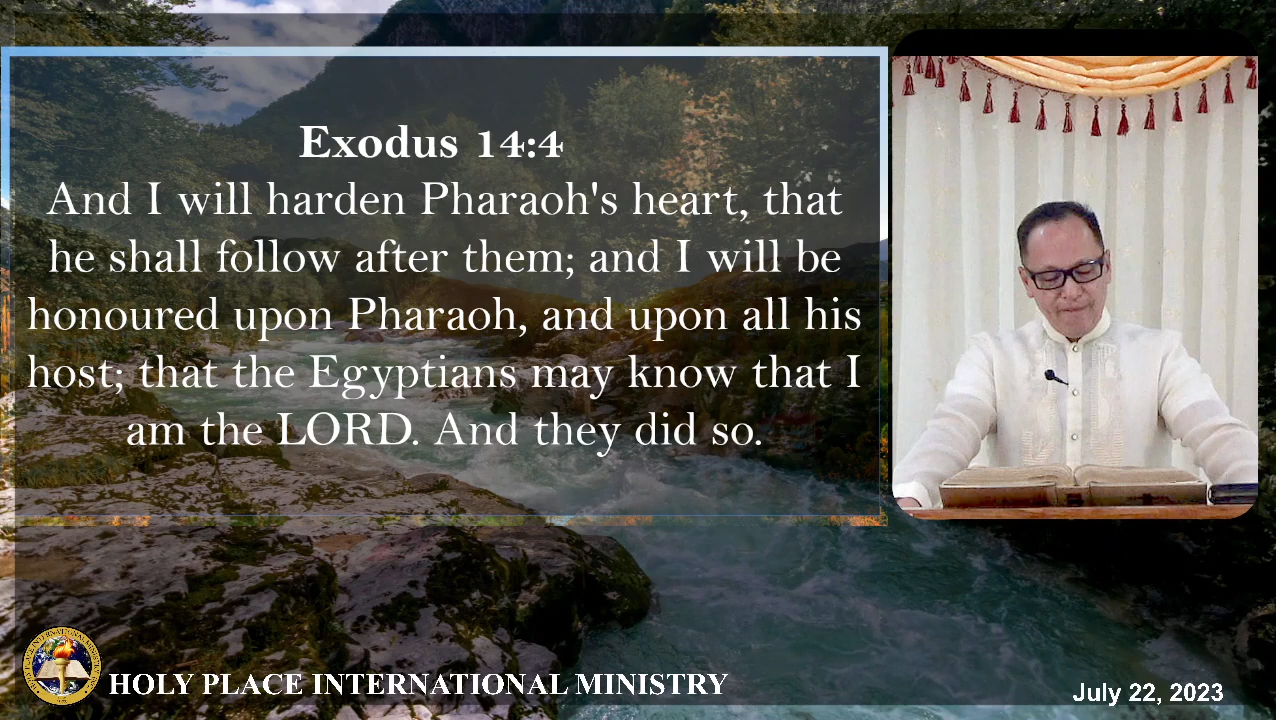 Exodus 14:4
And I will harden Pharaoh's heart, that
he shall follow after them; and I will be
honoured upon Pharaoh, and upon all his
host; that the Egyptians may know that I
am the LORD. And they did so.
HOLY PLACE INTERNATIONAL MINISTRY
July 22, 2023